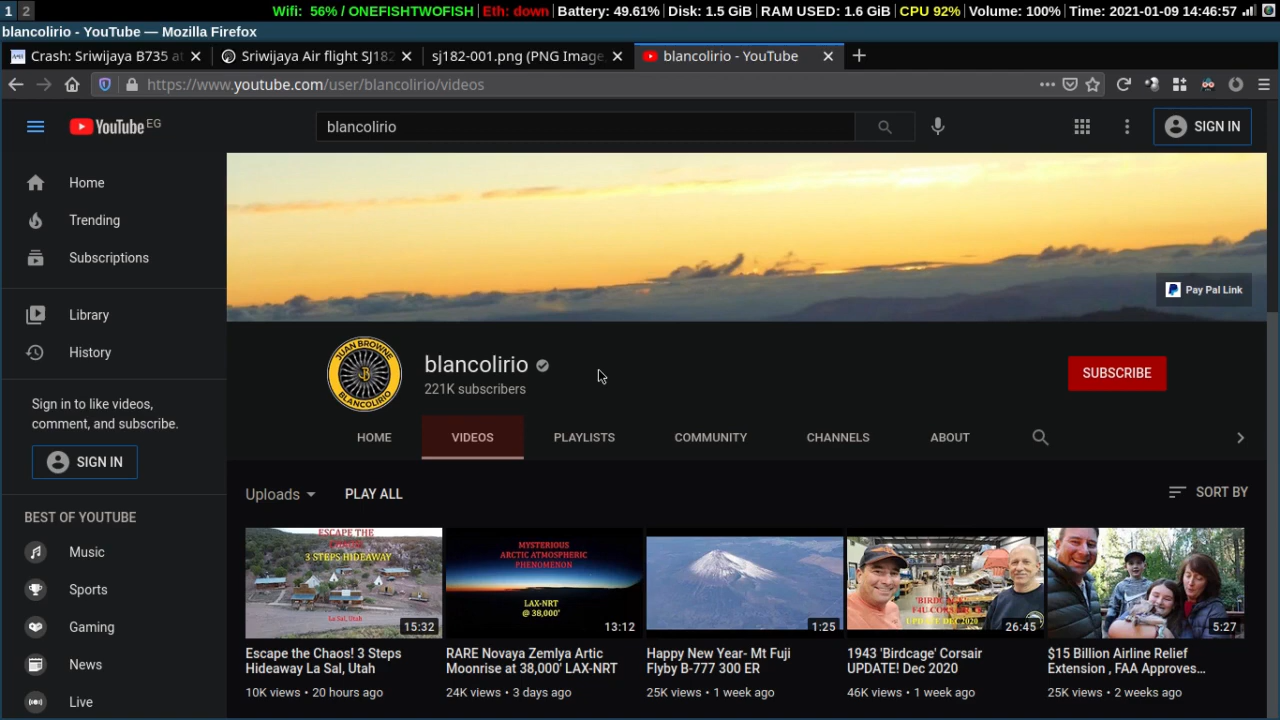 1 2 Wifi: 56% / ONEFISHTWOFISH Eth: down Battery: 49.61% Disk: 1.5 GiB RAM USED: 1.6 GiB CPU 92% Volume: 100% Time: 2021-01-09 14:46:57
blancolirio - YouTube — Mozilla Firefox
Crash: Sriwijaya B735 at Sriwijaya Air flight SJ182 sj182-001.png (PNG Image, blancolirio - YouTube
https://www.youtube.com/user/blancolirio/videos
YouTube EG
blancolirio
SIGN IN
Home
Trending
Subscriptions
Library
History
Sign in to like videos,
comment, and subscribe.
SIGN IN
BEST OF YOUTUBE
Music
Sports
Gaming
News
Live
Pay Pal Link
JUAN BROWNE
BLANCOLIRIO
blancolirio
221K subscribers
SUBSCRIBE
HOME VIDEOS PLAYLISTS COMMUNITY CHANNELS ABOUT
Uploads PLAY ALL SORT BY
ESCAPE THE
3 STEPS HIDEAWAY
La Sal, Utah
15:32
Escape the Chaos! 3 Steps
Hideaway La Sal, Utah
10K views • 20 hours ago
MYSTERIOUS
ARCTIC ATMOSPHERIC
PHENOMENON
LAX-NRT
@ 38,000'
13:12
RARE Novaya Zemlya Artic
Moonrise at 38,000' LAX-NRT
24K views • 3 days ago
1:25
Happy New Year- Mt Fuji
Flyby B-777 300 ER
25K views • 1 week ago
'BIRDCAGE'
F4U CORSAIR
UPDATE DEC 2020
26:45
1943 'Birdcage' Corsair
UPDATE! Dec 2020
46K views • 1 week ago
5:27
$15 Billion Airline Relief
Extension , FAA Approves...
25K views • 2 weeks ago